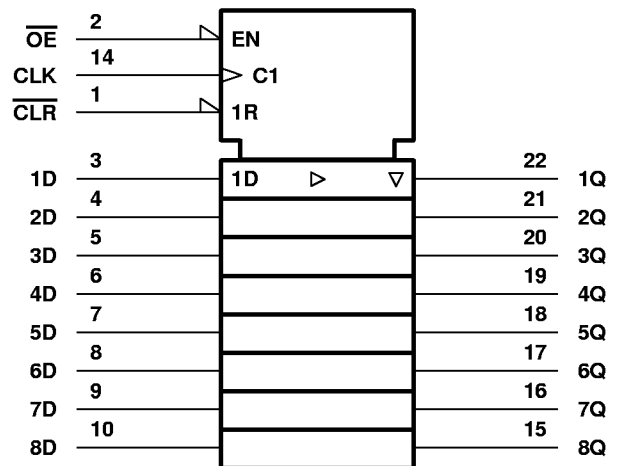 OE 2 EN
CLK 14 C1
CLR 1 1R
1D 3 1D 22 1Q
2D 4 21 2Q
3D 5 20 3Q
4D 6 19 4Q
5D 7 18 5Q
6D 8 17 6Q
7D 9 16 7Q
8D 10 15 8Q